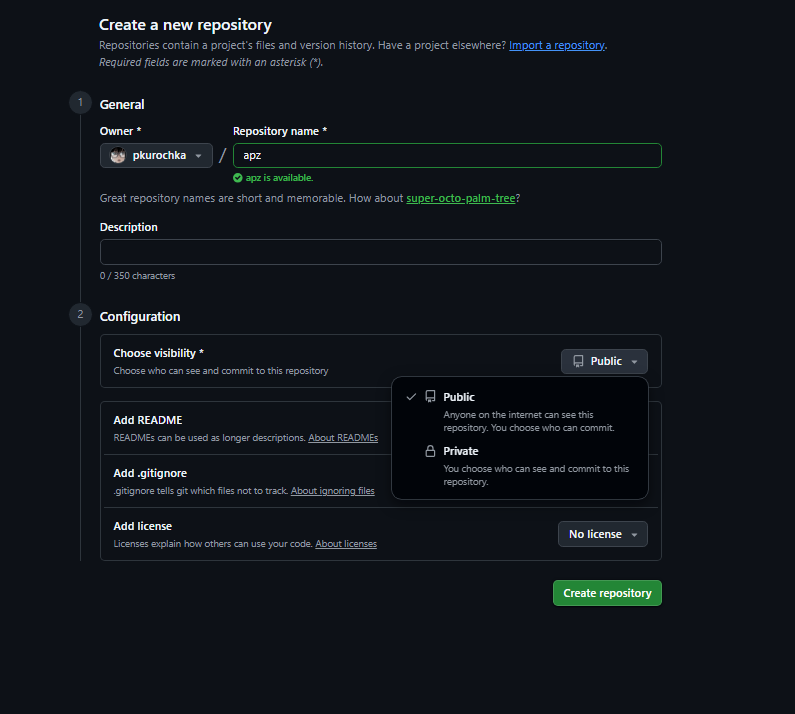 Create a new repository
Repositories contain a project's files and version history. Have a project elsewhere? Import a repository.
Required fields are marked with an asterisk (*).
1 General
Owner * Repository name *
pkurochka / apz
apz is available.
Great repository names are short and memorable. How about super-octo-palm-tree?
Description
0 / 350 characters
2 Configuration
Choose visibility *
Choose who can see and commit to this repository
Public
Public
Anyone on the internet can see this
repository. You choose who can commit.
Private
You choose who can see and commit to this
repository.
Add README
READMEs can be used as longer descriptions. About READMEs
Add .gitignore
.gitignore tells git which files not to track. About ignoring files
Add license
Licenses explain how others can use your code. About licenses
No license
Create repository